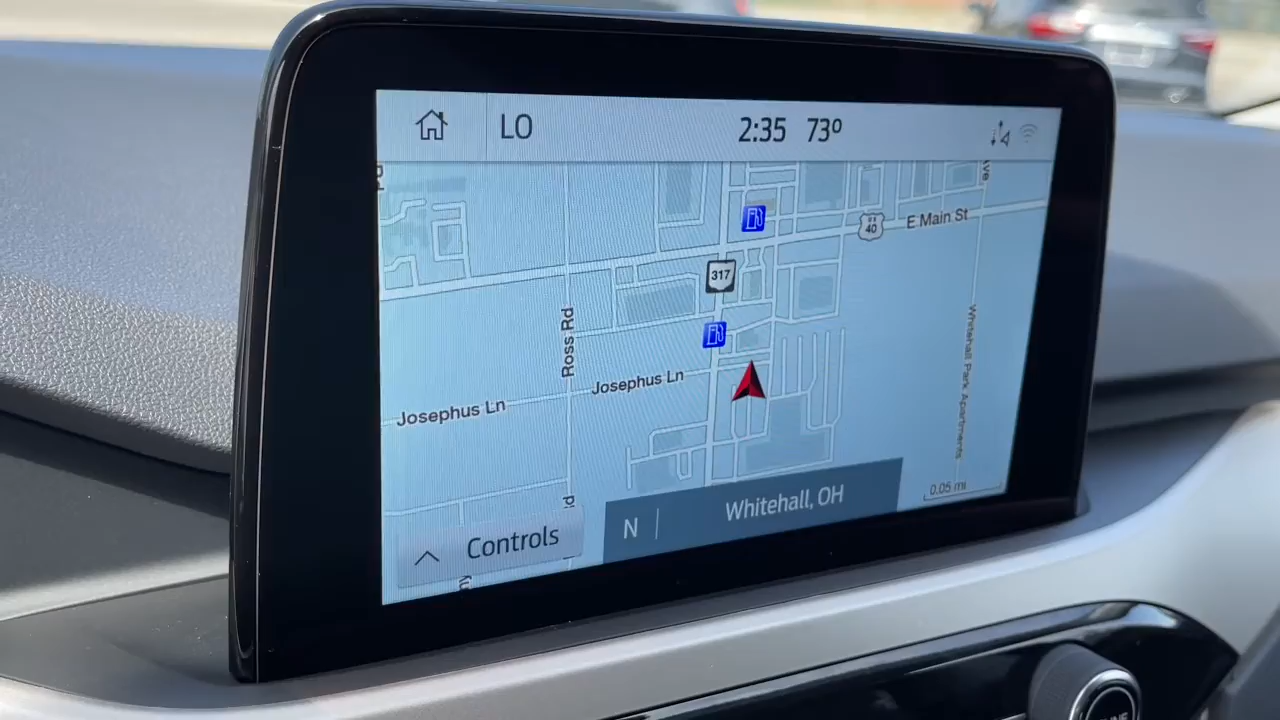 LO
2:35 73°
E Main St
US 40
317
Ross Rd
Josephus Ln
Josephus Ln
Whitehall Park Apartments
0.05 mi
N
Whitehall, OH
Controls